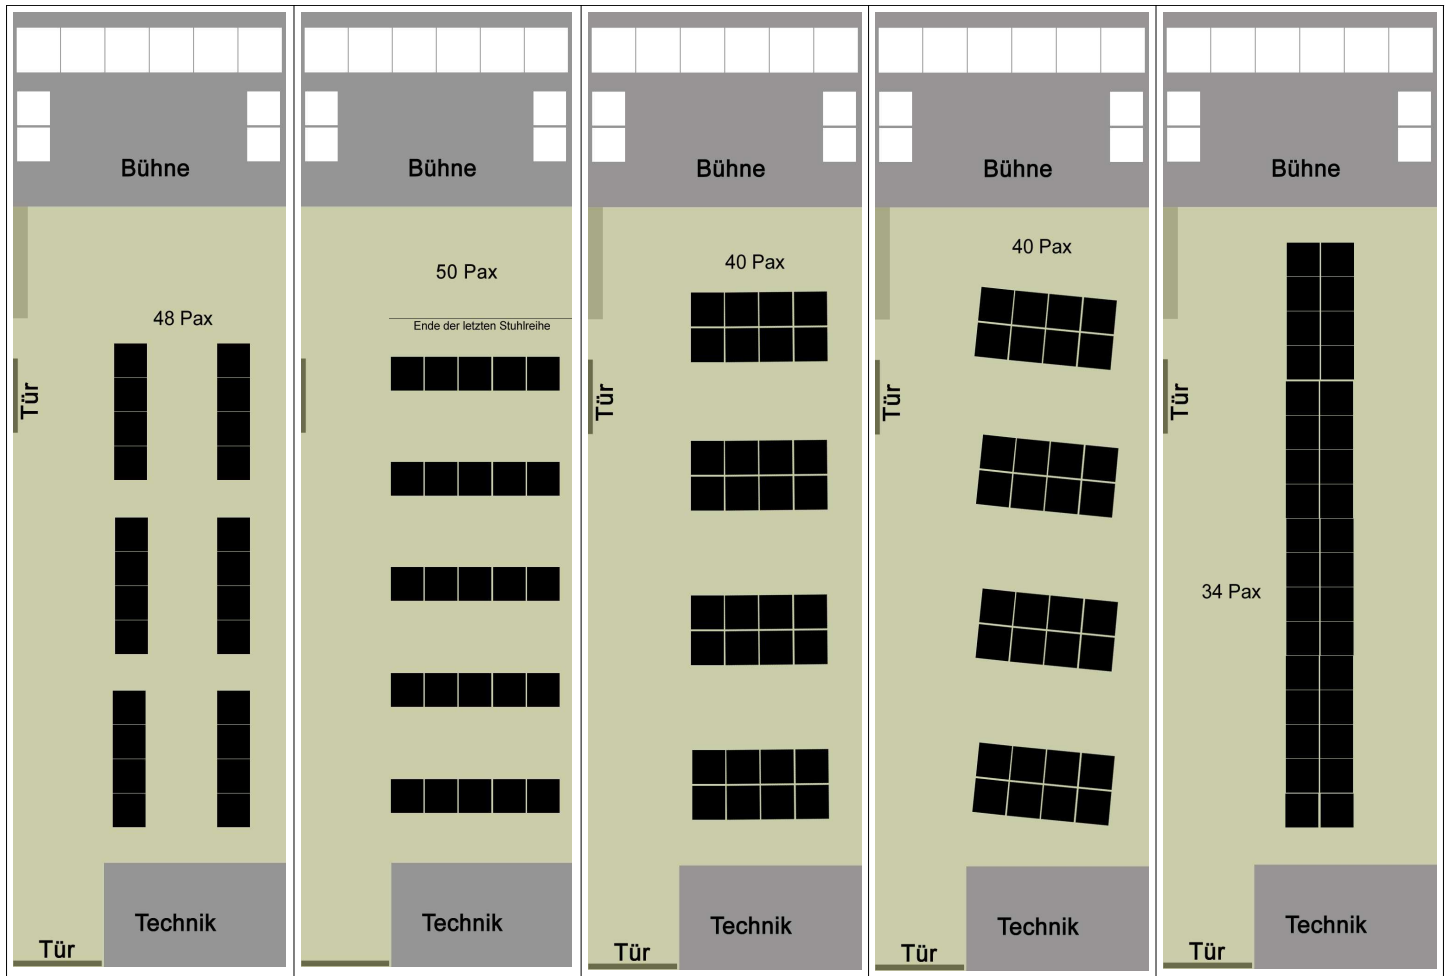 Bühne
48 Pax
Tür
Technik
Tür
Bühne
50 Pax
Ende der letzten Stuhlreihe
Technik
Bühne
40 Pax
Tür
Technik
Tür
Bühne
40 Pax
Tür
Technik
Tür
Bühne
Tür
34 Pax
Technik
Tür